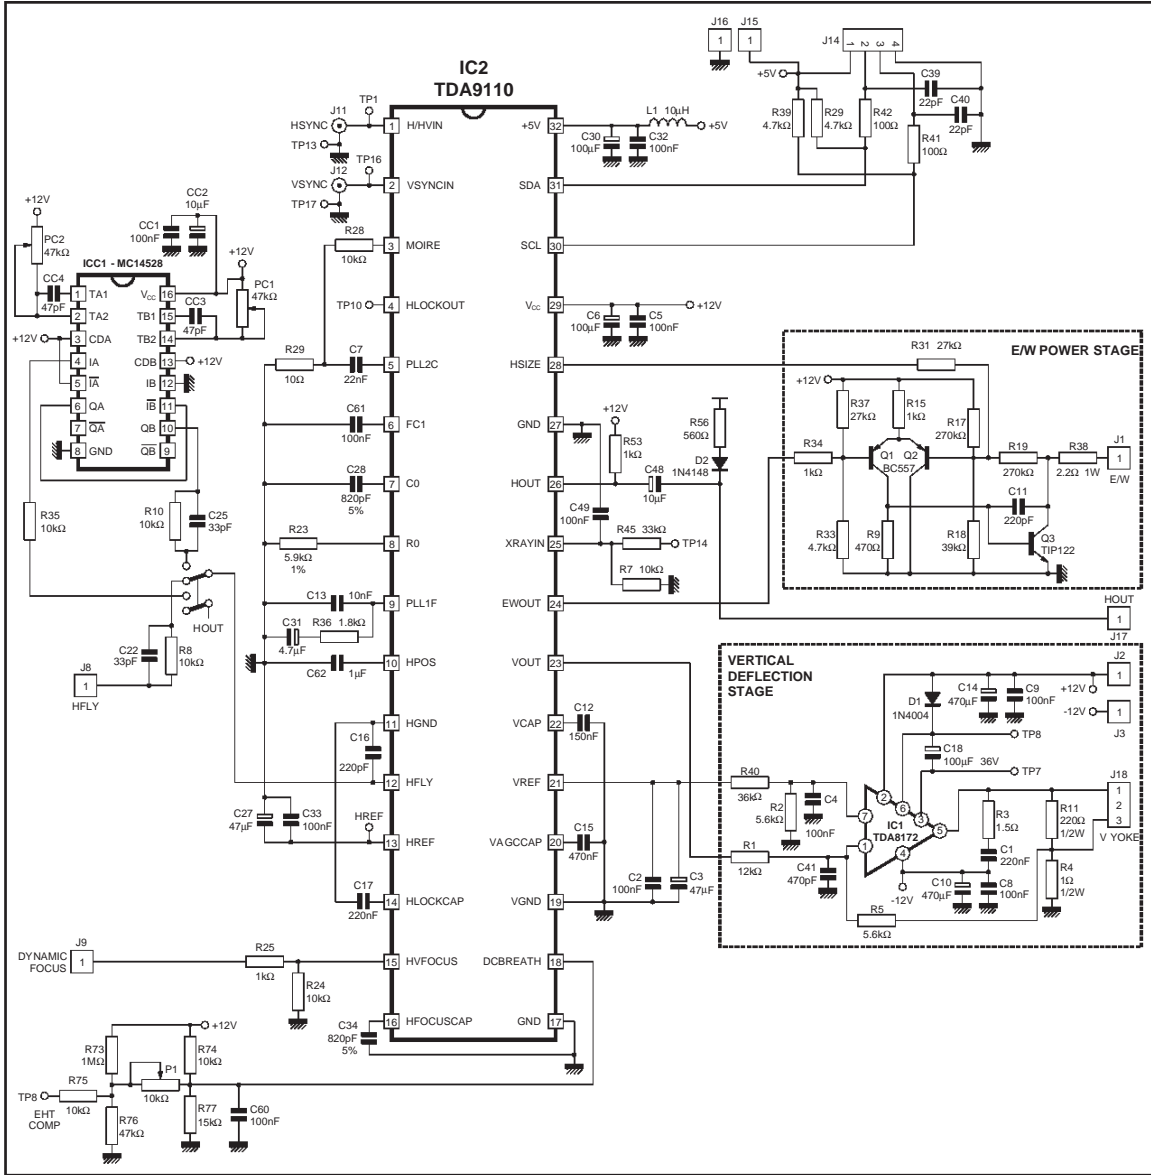 J16 J15
1 1
J14
1 2 3 4
+5V
C39
22pF
C40
22pF
R39
4.7kΩ
R29
4.7kΩ
R42
100Ω
R41
100Ω
IC2
TDA9110
TP1
J11
HSYNC
TP13
TP16
J12
VSYNC
TP17
1 H/HVIN
2 VSYNCIN
3 MOIRE
4 HLOCKOUT
5 PLL2C
6 FC1
7 C0
8 R0
9 PLL1F
10 HPOS
11 HGND
12 HFLY
13 HREF
14 HLOCKCAP
15 HVFOCUS
16 HFOCUSCAP
+5V 32
SDA 31
SCL 30
VCC 29
HSIZE 28
GND 27
HOUT 26
XRAYIN 25
EWOUT 24
VOUT 23
VCAP 22
VREF 21
VAGCCAP 20
VGND 19
DCBREATH 18
GND 17
L1 10µH
+5V
C30
100µF
C32
100nF
C6
100µF
C5
100nF
+12V
+12V
PC2
47kΩ
CC1
100nF
CC2
10µF
+12V
PC1
47kΩ
ICC1 - MC14528
CC4
47pF
CC3
47pF
1 TA1
2 TA2
3 CDA
4 IA
5 IA
6 QA
7 QA
8 GND
VCC 16
TB1 15
TB2 14
CDB 13
IB 12
IB 11
QB 10
QB 9
+12V
+12V
R28
10kΩ
TP10
R29
10Ω
C7
22nF
C61
100nF
C28
820pF
5%
R23
5.9kΩ
1%
C13 10nF
C31
4.7µF
R36 1.8kΩ
C62 1µF
R35
10kΩ
R10
10kΩ
C25
33pF
HOUT
C22
33pF
R8
10kΩ
J8
1
HFLY
C16
220pF
C27
47µF
C33
100nF
HREF
C17
220nF
J9
DYNAMIC
FOCUS
1
R25
1kΩ
R24
10kΩ
C34
820pF
5%
+12V
R73
1MΩ
R74
10kΩ
P1
10kΩ
R75
10kΩ
TP8
EHT
COMP
R76
47kΩ
R77
15kΩ
C60
100nF
+12V
R53
1kΩ
R56
560Ω
D2
1N4148
C48
10µF
C49
100nF
R45 33kΩ
TP14
R7 10kΩ
R31 27kΩ
E/W POWER STAGE
+12V
R37
27kΩ
R15
1kΩ
R17
270kΩ
R34
1kΩ
Q1 Q2
BC557
R19
270kΩ
R38
2.2Ω 1W
J1
1
E/W
C11
220pF
R33
4.7kΩ
R9
470Ω
R18
39kΩ
Q3
TIP122
HOUT
1
J17
VERTICAL
DEFLECTION
STAGE
J2
1
+12V
-12V
1
J3
D1
1N4004
C14
470µF
C9
100nF
TP8
C18
100µF 36V
TP7
C12
150nF
C15
470nF
C2
100nF
C3
47µF
R40
36kΩ
R2
5.6kΩ
C4
100nF
R1
12kΩ
C41
470pF
2 6 3 5 7 1 4
IC1
TDA8172
-12V
R3
1.5Ω
C1
220nF
C10
470µF
C8
100nF
R11
220Ω
1/2W
R4
1Ω
1/2W
R5
5.6kΩ
J18
1
2
3
V YOKE